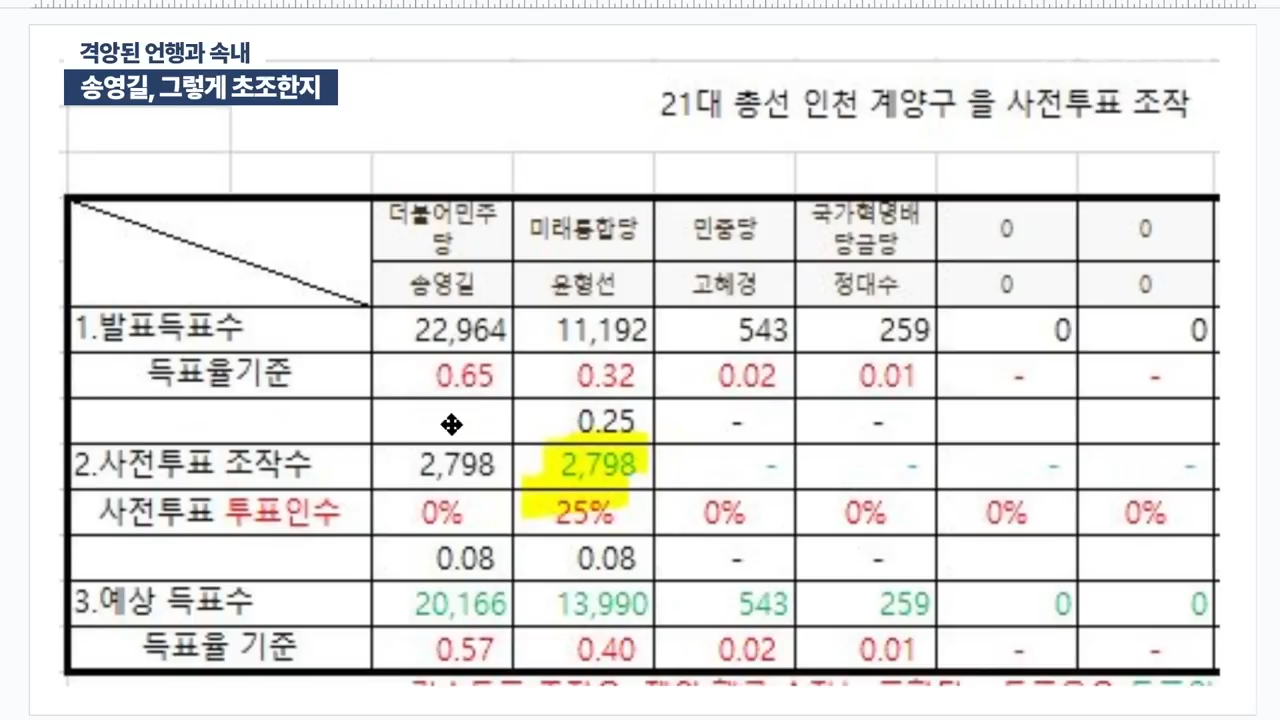 격앙된 언행과 속내
송영길, 그렇게 초조한지
21대 총선 인천 계양구 을 사전투표 조작
더불어민주당 미래통합당 민중당 국가혁명배당금당 0 0
송영길 윤형선 고혜경 정대수 0 0
1.발표득표수 22,964 11,192 543 259 0 0
득표율기준 0.65 0.32 0.02 0.01 - -
0.25 - -
2.사전투표 조작수 2,798 2,798 - - - -
사전투표 투표인수 0% 25% 0% 0% 0% 0%
0.08 0.08 - -
3.예상 득표수 20,166 13,990 543 259 0 0
득표율 기준 0.57 0.40 0.02 0.01 - -